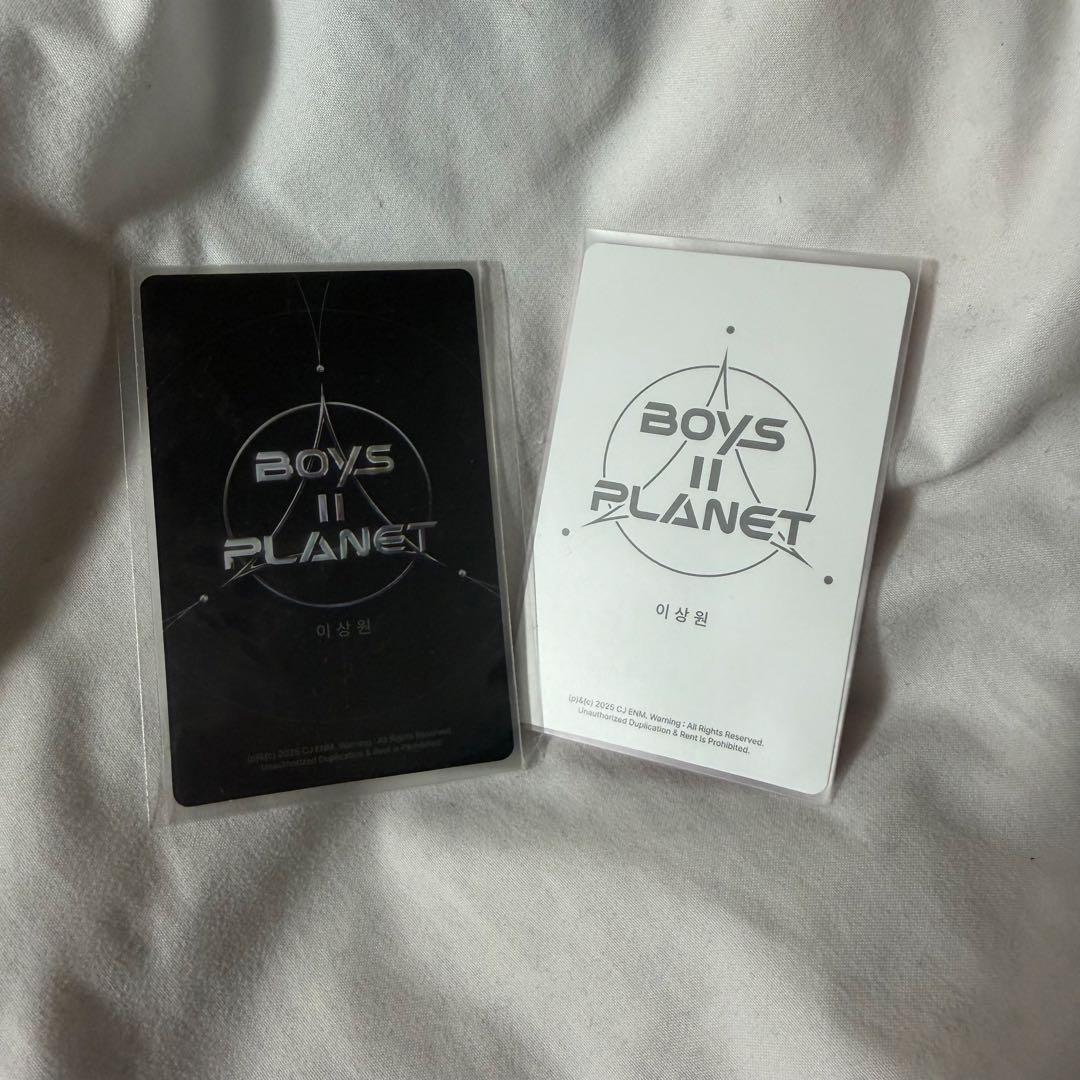 BOYS
II
PLANET
이상원
(p)&(c) 2025 CJ ENM. Warning : All Rights Reserved.
Unauthorized Duplication & Rent is Prohibited.
BOYS
II
PLANET
이상원
(p)&(c) 2025 CJ ENM. Warning : All Rights Reserved.
Unauthorized Duplication & Rent is Prohibited.